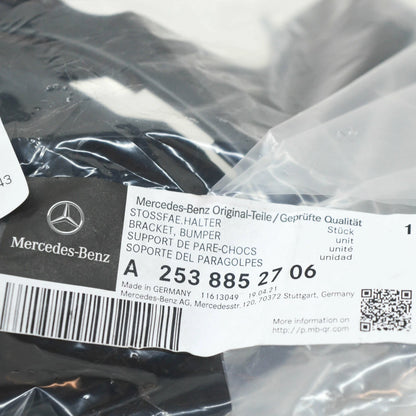 43
Mercedes-Benz
Mercedes-Benz Original-Teile/Geprüfte Qualität
STOSSFAE.HALTER Stück 1
BRACKET, BUMPER unit
SUPPORT DE PARE-CHOCS unité
SOPORTE DEL PARAGOLPES unidad
A 253 885 27 06
Made in GERMANY 11613049 19.04.21
Mercedes-Benz AG, Mercedesstr. 120, 70372 Stuttgart, Germany
More information on
http://p.mb-qr.com